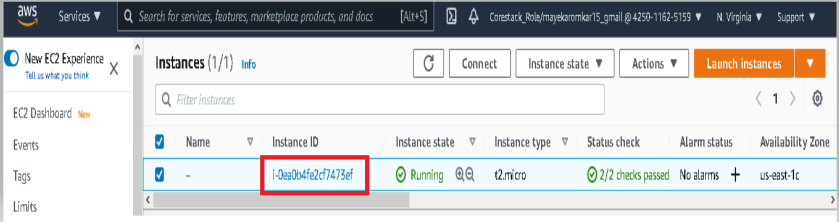 aws Services ▼ Search for services, features, marketplace products, and docs [Alt+S] Corestack_Role/mayekaromkar15_gmail @ 4250-1162-5159 ▼ N. Virginia ▼ Support ▼
New EC2 Experience
Tell us what you think
X
EC2 Dashboard New
Events
Tags
Limits
Instances (1/1) Info
Connect Instance state ▼ Actions ▼ Launch instances ▼
Filter instances
< 1 >
Name Instance ID Instance state Instance type Status check Alarm status Availability Zone
– i-0ea0b4fe2cf7473ef Running t2.micro 2/2 checks passed No alarms + us-east-1c